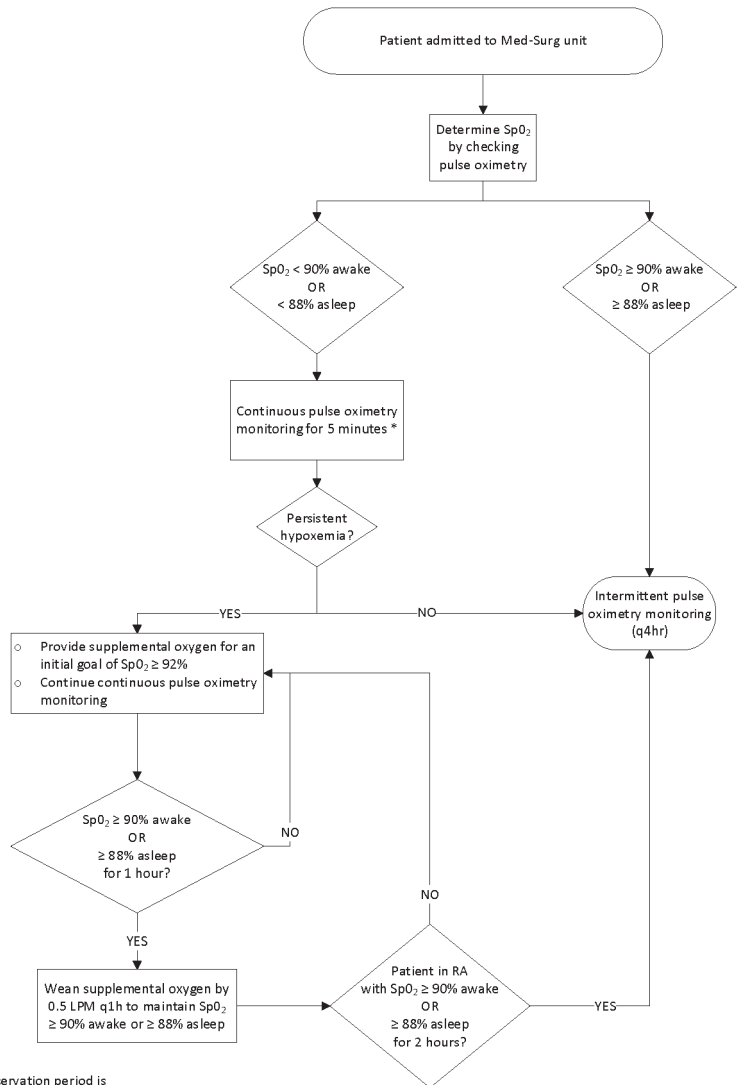 Patient admitted to Med-Surg unit
Determine Sp0₂
by checking
pulse oximetry
Sp0₂ < 90% awake
OR
< 88% asleep
Sp0₂ ≥ 90% awake
OR
≥ 88% asleep
Continuous pulse oximetry
monitoring for 5 minutes *
Persistent
hypoxemia?
YES
NO
Intermittent pulse
oximetry monitoring
(q4hr)
○ Provide supplemental oxygen for an
initial goal of Sp0₂ ≥ 92%
○ Continue continuous pulse oximetry
monitoring
Sp0₂ ≥ 90% awake
OR
≥ 88% asleep
for 1 hour?
NO
YES
Wean supplemental oxygen by
0.5 LPM q1h to maintain Sp0₂
≥ 90% awake or ≥ 88% asleep
NO
Patient in RA
with Sp0₂ ≥ 90% awake
OR
≥ 88% asleep
for 2 hours?
YES
period is